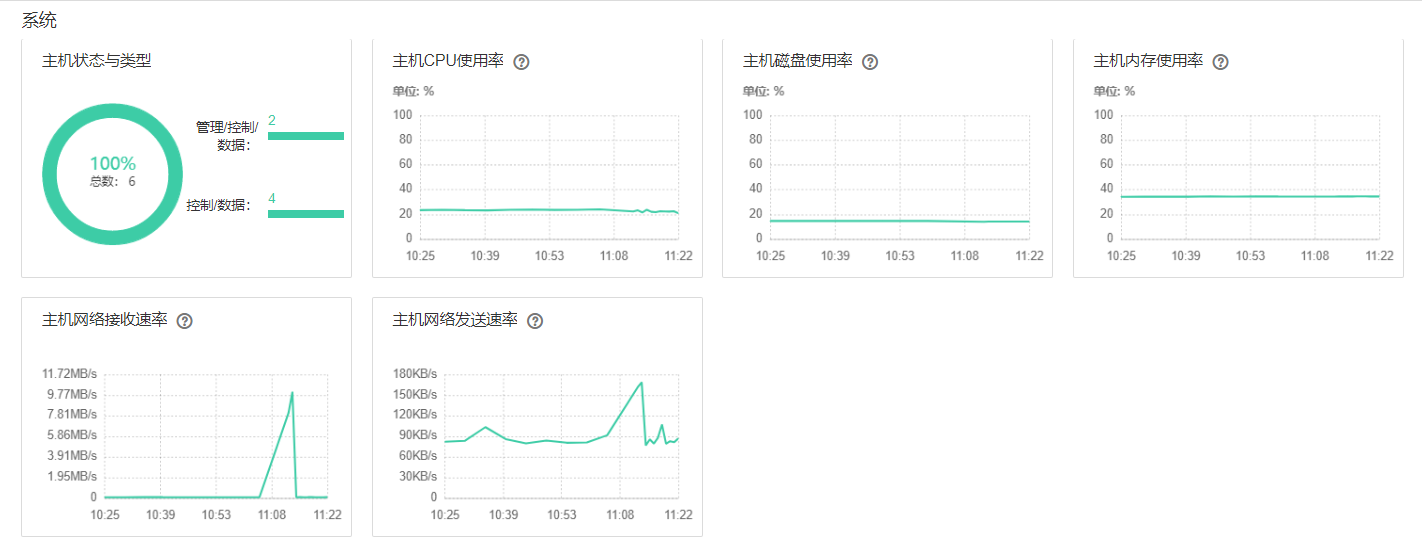 系统
主机状态与类型
100%
总数： 6
管理/控制/
数据：
2
控制/数据：
4
主机CPU使用率 ?
单位: %
100
80
60
40
20
0
10:25 10:39 10:53 11:08 11:22
主机磁盘使用率 ?
单位: %
100
80
60
40
20
0
10:25 10:39 10:53 11:08 11:22
主机内存使用率 ?
单位: %
100
80
60
40
20
0
10:25 10:39 10:53 11:08 11:22
主机网络接收速率 ?
11.72MB/s
9.77MB/s
7.81MB/s
5.86MB/s
3.91MB/s
1.95MB/s
0
10:25 10:39 10:53 11:08 11:22
主机网络发送速率 ?
180KB/s
150KB/s
120KB/s
90KB/s
60KB/s
30KB/s
0
10:25 10:39 10:53 11:08 11:22